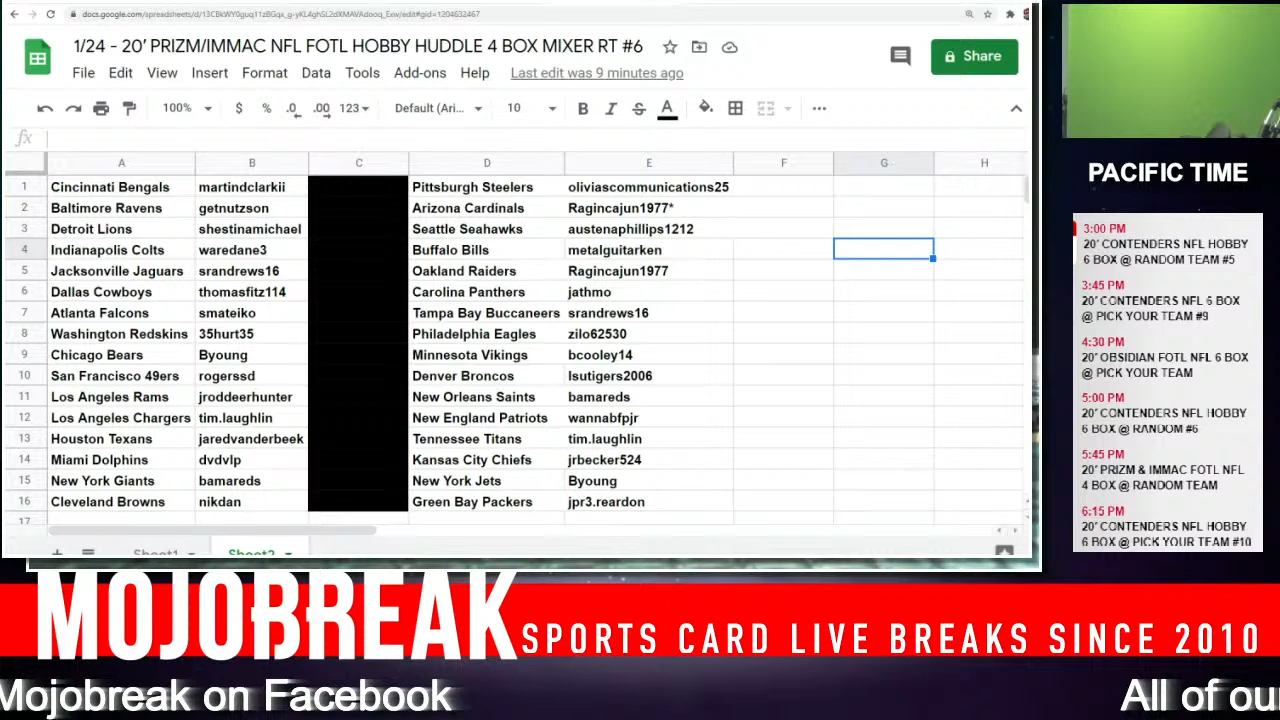 docs.google.com/spreadsheets/d/
1/24 - 20' PRIZM/IMMAC NFL FOTL HOBBY HUDDLE 4 BOX MIXER RT #6
Share
File Edit View Insert Format Data Tools Add-ons Help Last edit was 9 minutes ago
100% $ % .0 .00 123 Default (Ari... 10 B I S A
fx
A B C D E F G H
1 Cincinnati Bengals martindclarkii Pittsburgh Steelers oliviascommunications25
2 Baltimore Ravens getnutzson Arizona Cardinals Ragincajun1977*
3 Detroit Lions shestinamichael Seattle Seahawks austenaphillips1212
4 Indianapolis Colts waredane3 Buffalo Bills metalguitarken
5 Jacksonville Jaguars srandrews16 Oakland Raiders Ragincajun1977
6 Dallas Cowboys thomasfitz114 Carolina Panthers jathmo
7 Atlanta Falcons smateiko Tampa Bay Buccaneers srandrews16
8 Washington Redskins 35hurt35 Philadelphia Eagles zilo62530
9 Chicago Bears Byoung Minnesota Vikings bcooley14
10 San Francisco 49ers rogerssd Denver Broncos lsutigers2006
11 Los Angeles Rams jroddeerhunter New Orleans Saints bamareds
12 Los Angeles Chargers tim.laughlin New England Patriots wannabfpjr
13 Houston Texans jaredvanderbeek Tennessee Titans tim.laughlin
14 Miami Dolphins dvdvlp Kansas City Chiefs jrbecker524
15 New York Giants bamareds New York Jets Byoung
16 Cleveland Browns nikdan Green Bay Packers jpr3.reardon
17
Sheet1 Sheet2
PACIFIC TIME
3:00 PM
20' CONTENDERS NFL HOBBY
6 BOX @ RANDOM TEAM #5
3:45 PM
20' CONTENDERS NFL 6 BOX
@ PICK YOUR TEAM #9
4:30 PM
20' OBSIDIAN FOTL NFL 6 BOX
@ PICK YOUR TEAM
5:00 PM
20' CONTENDERS NFL HOBBY
6 BOX @ RANDOM #6
5:45 PM
20' PRIZM & IMMAC FOTL NFL
4 BOX @ RANDOM TEAM
6:15 PM
20' CONTENDERS NFL HOBBY
6 BOX @ PICK YOUR TEAM #10
MOJOBREAK
SPORTS CARD LIVE BREAKS SINCE 2010
Mojobreak on Facebook
All of ou